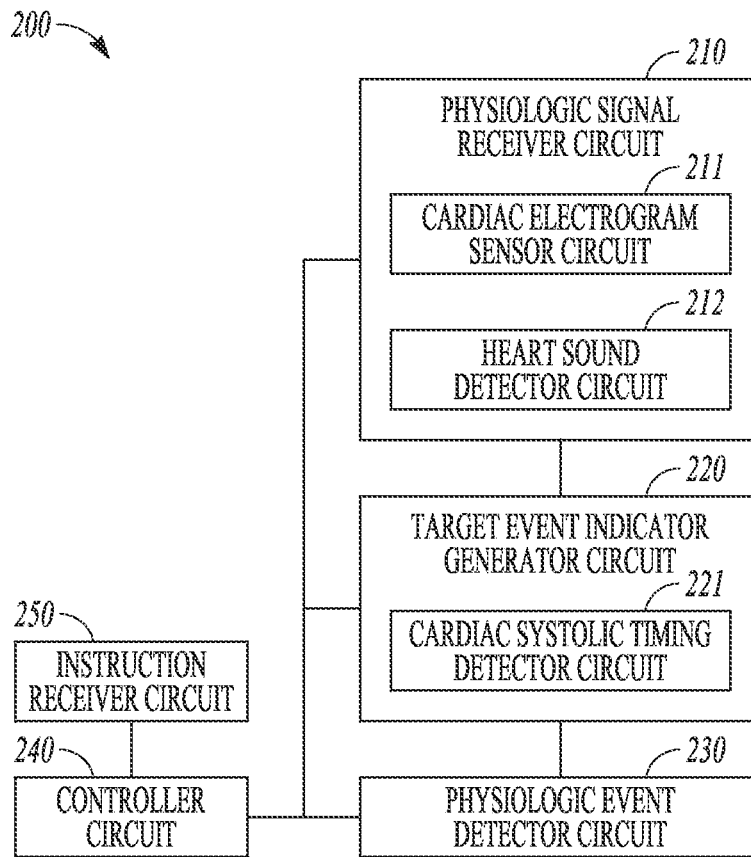 200
210
PHYSIOLOGIC SIGNAL
RECEIVER CIRCUIT
211
CARDIAC ELECTROGRAM
SENSOR CIRCUIT
212
HEART SOUND
DETECTOR CIRCUIT
220
TARGET EVENT INDICATOR
GENERATOR CIRCUIT
221
CARDIAC SYSTOLIC TIMING
DETECTOR CIRCUIT
250
INSTRUCTION
RECEIVER CIRCUIT
240
CONTROLLER
CIRCUIT
230
PHYSIOLOGIC EVENT
DETECTOR CIRCUIT